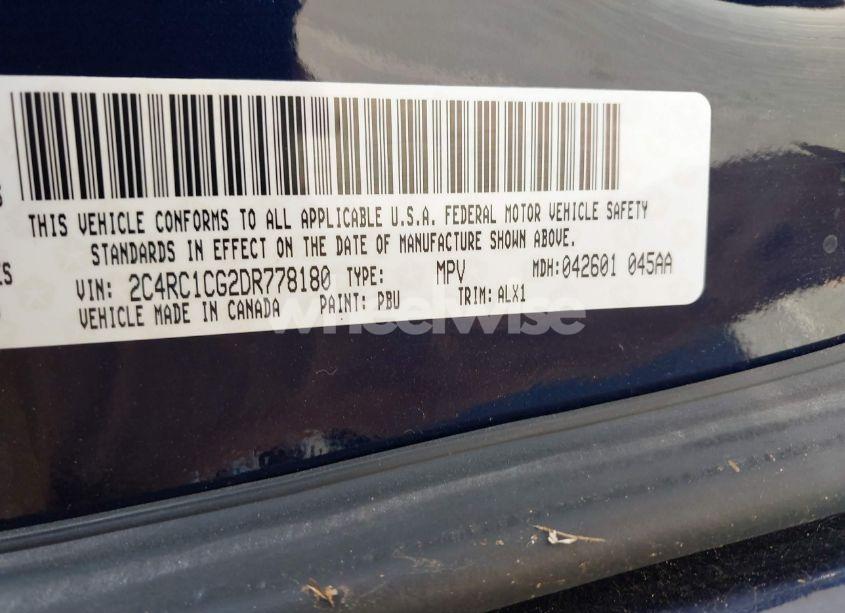 THIS VEHICLE CONFORMS TO ALL APPLICABLE U.S.A. FEDERAL MOTOR VEHICLE SAFETY
STANDARDS IN EFFECT ON THE DATE OF MANUFACTURE SHOWN ABOVE.
VIN: 2C4RC1CG2DR778180 TYPE: MPV MDH:042601 045AA
VEHICLE MADE IN CANADA PAINT: PBU TRIM: ALX1
wheelwise